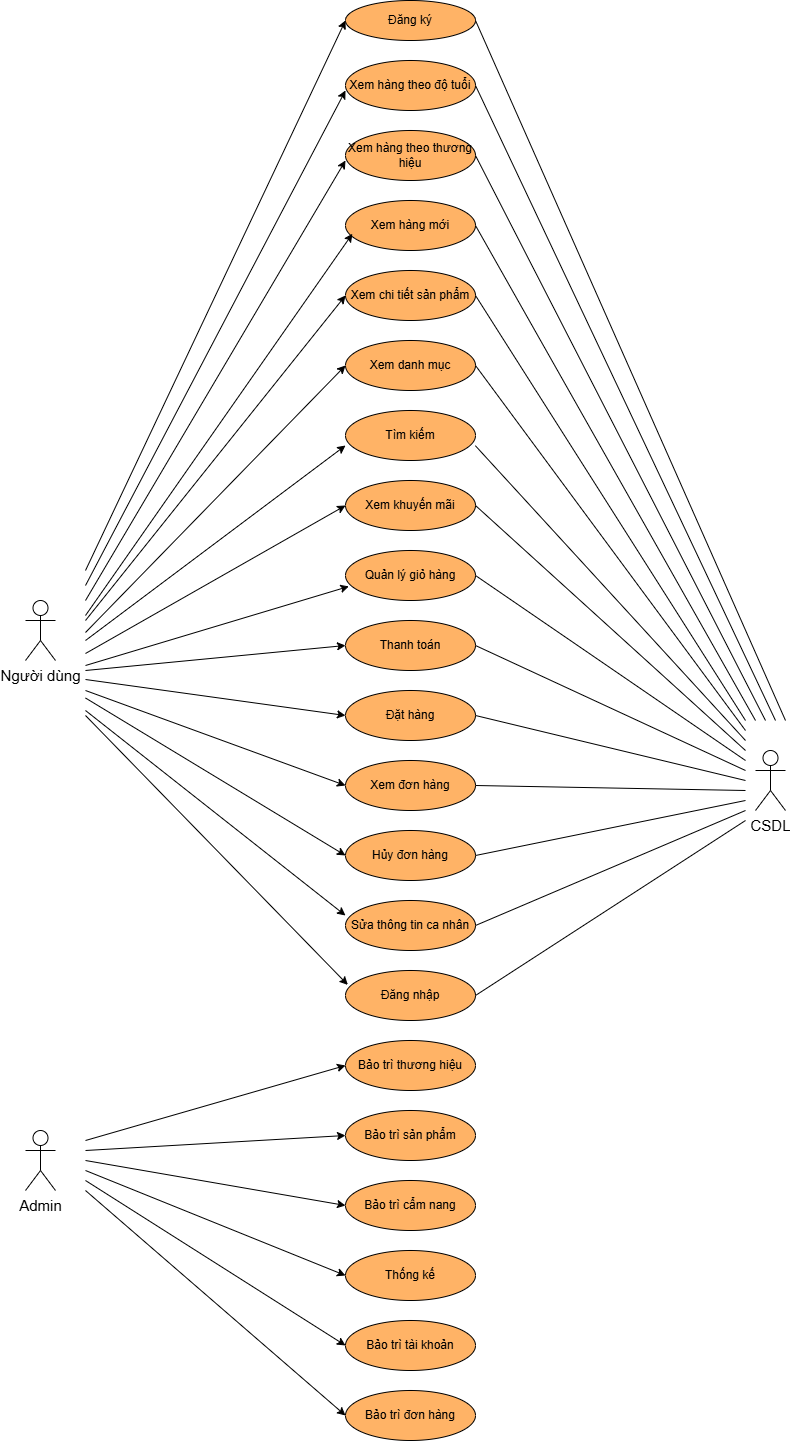 Đăng ký
Xem hàng theo độ tuổi
Xem hàng theo thương
hiệu
Xem hàng mới
Xem chi tiết sản phẩm
Xem danh mục
Tìm kiếm
Xem khuyến mãi
Quản lý giỏ hàng
Người dùng
Thanh toán
Đặt hàng
Xem đơn hàng
CSDL
Hủy đơn hàng
Sửa thông tin ca nhân
Đăng nhập
Bảo trì thương hiệu
Bảo trì sản phẩm
Admin
Bảo trì cẩm nang
Thống kế
Bảo trì tài khoản
Bảo trì đơn hàng